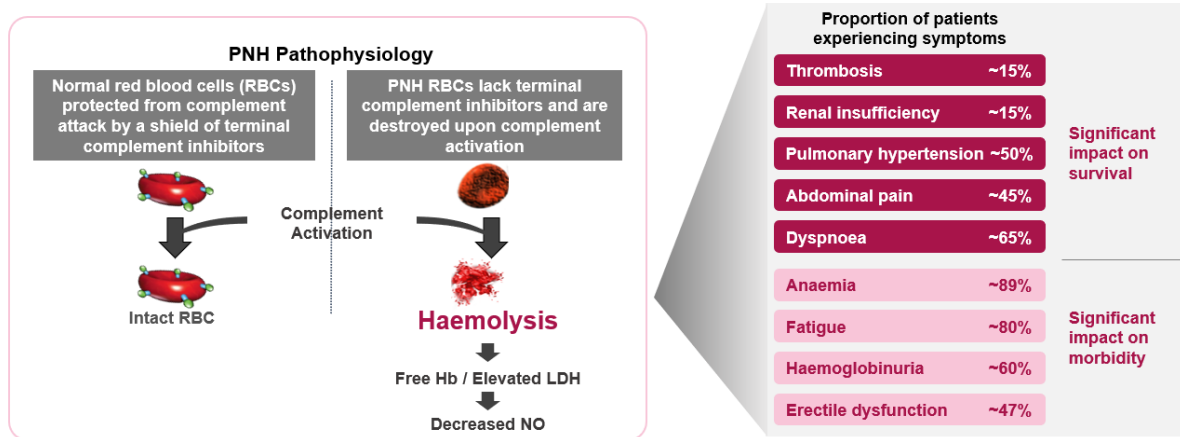 PNH Pathophysiology
Normal red blood cells (RBCs)
protected from complement
attack by a shield of terminal
complement inhibitors
PNH RBCs lack terminal
complement inhibitors and are
destroyed upon complement
activation
Complement
Activation
Intact RBC
Haemolysis
Free Hb / Elevated LDH
Decreased NO
Proportion of patients
experiencing symptoms
Thrombosis ~15%
Renal insufficiency ~15%
Pulmonary hypertension ~50%
Abdominal pain ~45%
Dyspnoea ~65%
Significant
impact on
survival
Anaemia ~89%
Fatigue ~80%
Haemoglobinuria ~60%
Erectile dysfunction ~47%
Significant
impact on
morbidity